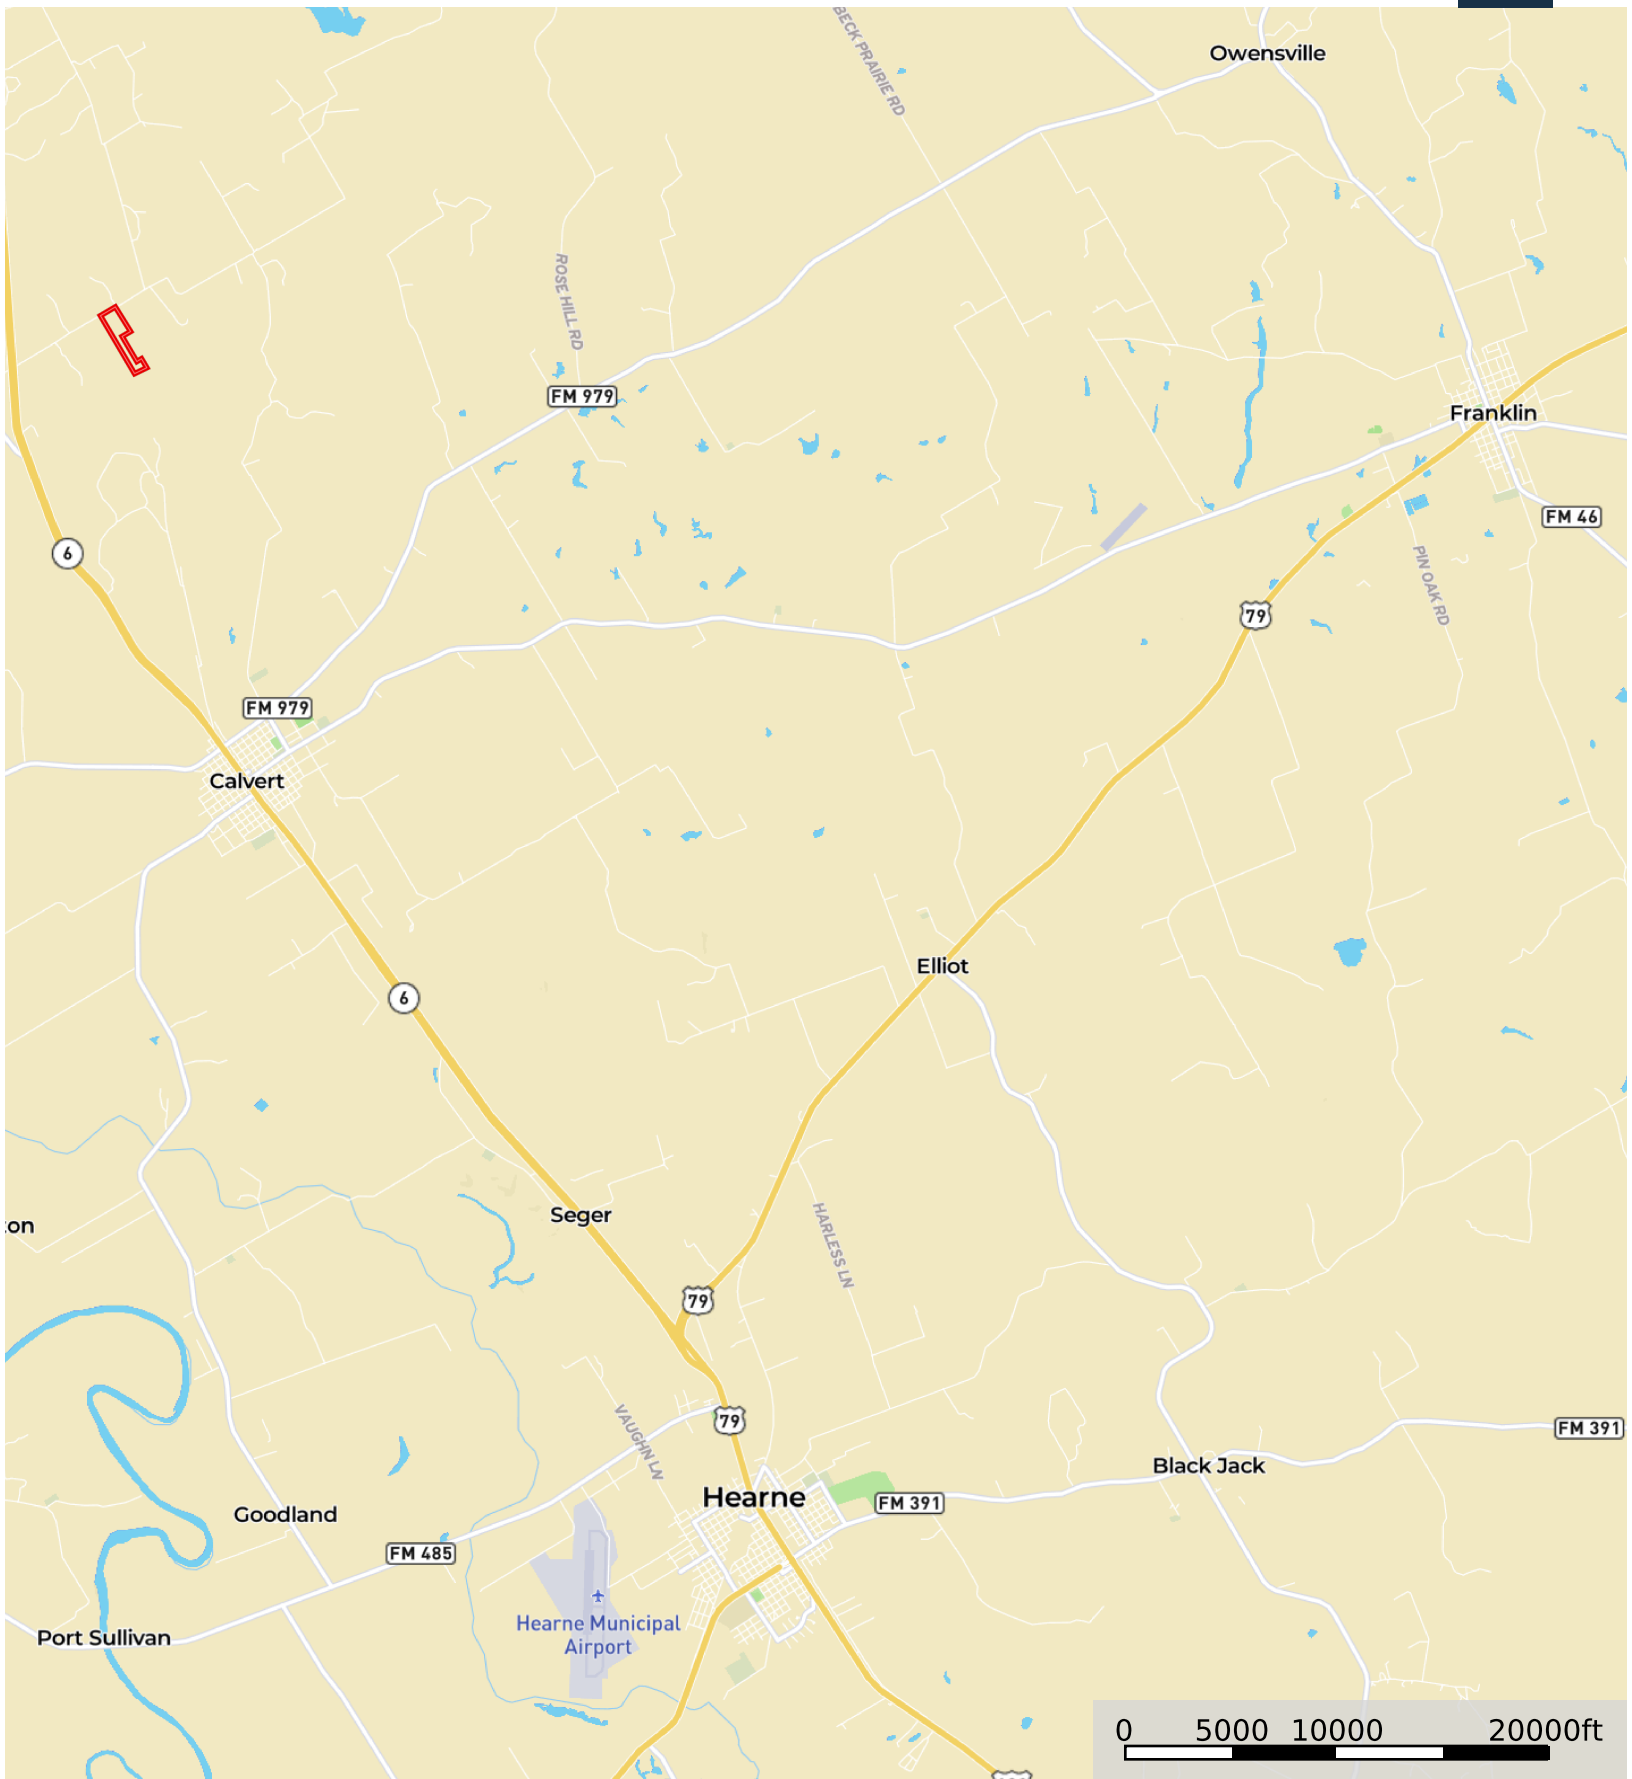 BECK PRAIRIE RD
Owensville
ROSE HILL RD
FM 979
Franklin
FM 46
6
PIN OAK RD
79
FM 979
Calvert
Elliot
6
Seger
HARLESS LN
ton
79
VAUGHN LN
79
FM 391
Black Jack
Hearne
FM 391
Goodland
FM 485
Hearne Municipal
Airport
Port Sullivan
0 5000 10000 20000ft